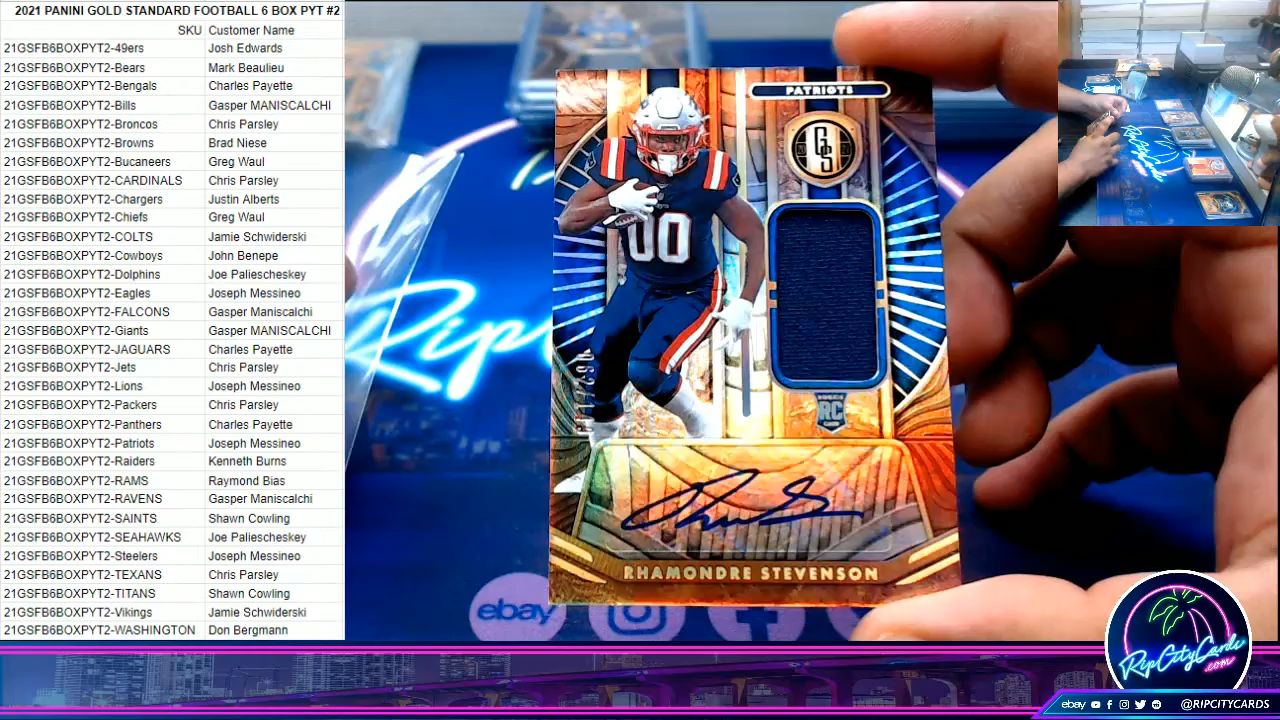 2021 PANINI GOLD STANDARD FOOTBALL 6 BOX PYT #2
SKU Customer Name
21GSFB6BOXPYT2-49ers Josh Edwards
21GSFB6BOXPYT2-Bears Mark Beaulieu
21GSFB6BOXPYT2-Bengals Charles Payette
21GSFB6BOXPYT2-Bills Gasper MANISCALCHI
21GSFB6BOXPYT2-Broncos Chris Parsley
21GSFB6BOXPYT2-Browns Brad Niese
21GSFB6BOXPYT2-Bucaneers Greg Waul
21GSFB6BOXPYT2-CARDINALS Chris Parsley
21GSFB6BOXPYT2-Chargers Justin Alberts
21GSFB6BOXPYT2-Chiefs Greg Waul
21GSFB6BOXPYT2-COLTS Jamie Schwiderski
21GSFB6BOXPYT2-Cowboys John Benege
21GSFB6BOXPYT2-Dolphins Joe Paliescheskey
21GSFB6BOXPYT2-Eagles Joseph Messineo
21GSFB6BOXPYT2-FALCONS Gasper Maniscalchi
21GSFB6BOXPYT2-Giants Gasper MANISCALCHI
21GSFB6BOXPYT2-JAGUARS Charles Payette
21GSFB6BOXPYT2-Jets Chris Parsley
21GSFB6BOXPYT2-Lions Joseph Messineo
21GSFB6BOXPYT2-Packers Chris Parsley
21GSFB6BOXPYT2-Panthers Charles Payette
21GSFB6BOXPYT2-Patriots Joseph Messineo
21GSFB6BOXPYT2-Raiders Kenneth Burns
21GSFB6BOXPYT2-RAMS Raymond Bias
21GSFB6BOXPYT2-RAVENS Gasper Maniscalchi
21GSFB6BOXPYT2-SAINTS Shawn Cowling
21GSFB6BOXPYT2-SEAHAWKS Joe Paliescheskey
21GSFB6BOXPYT2-Steelers Joseph Messineo
21GSFB6BOXPYT2-TEXANS Chris Parsley
21GSFB6BOXPYT2-TITANS Shawn Cowling
21GSFB6BOXPYT2-Vikings Jamie Schwiderski
21GSFB6BOXPYT2-WASHINGTON Don Bergmann
PATRIOTS
GS
00
RC
RHAMONDRE STEVENSON
Rip
ebay
RipCityCards
.com
ebay @RIPCITYCARDS